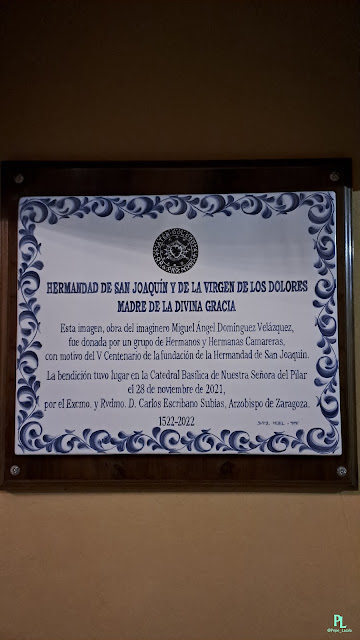 HERMANDAD DE SAN JOAQUÍN Y DE LA VIRGEN DE LOS DOLORES
MADRE DE LA DIVINA GRACIA
Esta imagen, obra del imaginero Miguel Ángel Domínguez Velázquez,
fue donada por un grupo de Hermanos y Hermanas Camareras,
con motivo del V Centenario de la fundación de la Hermandad de San Joaquín.
La bendición tuvo lugar en la Catedral Basílica de Nuestra Señora del Pilar
el 28 de noviembre de 2021,
por el Excmo. y Rvdmo. D. Carlos Escribano Subías, Arzobispo de Zaragoza.
1522-2022
PL
@Pepe_Lasala